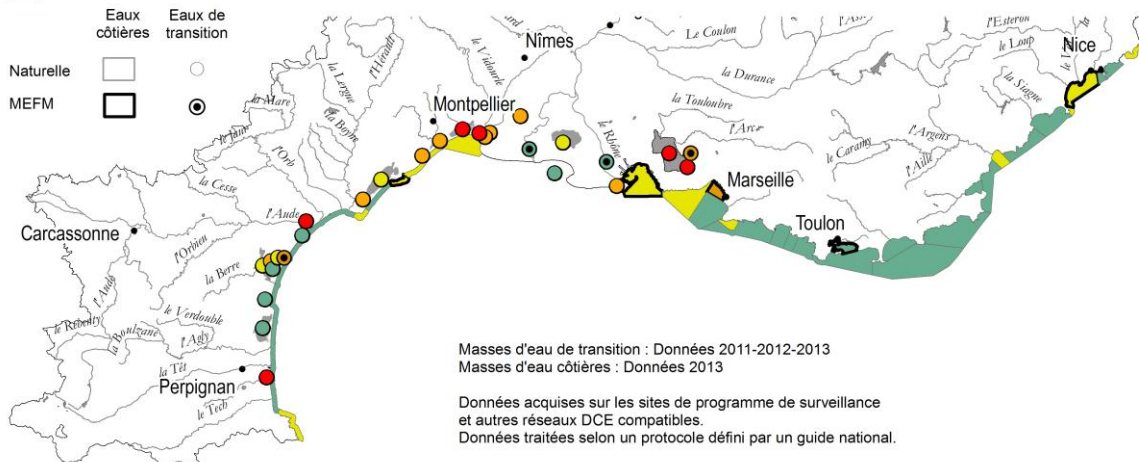 Eaux côtières
Eaux de transition
Naturelle
MEFM
Nîmes
Le Coulon
l'Esteron
le Loup
Nice
la Durance
la Siagne
le Vidourle
l'Hérault
la Lergue
la Mare
Montpellier
la Touloubre
le Rhône
l'Arc
l'Argens
le Caramy
l'Aille
la Boyne
le Jaur
l'Orb
Marseille
Toulon
la Cesse
l'Aude
Carcassonne
l'Orbieu
la Berre
l'Aude
le Verdouble
le Rébenty
la Boulzane
l'Agly
la Têt
Perpignan
le Tech
Masses d'eau de transition : Données 2011-2012-2013
Masses d'eau côtières : Données 2013
Données acquises sur les sites de programme de surveillance
et autres réseaux DCE compatibles.
Données traitées selon un protocole défini par un guide national.